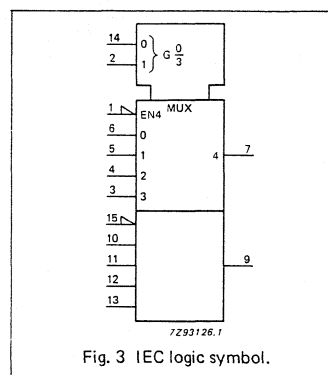 14 0 } G 0/3
2 1
MUX
1 EN4
6 0
5 1 4 7
4 2
3 3
15
10
11 9
12
13
7Z93126.1
Fig. 3 IEC logic symbol.